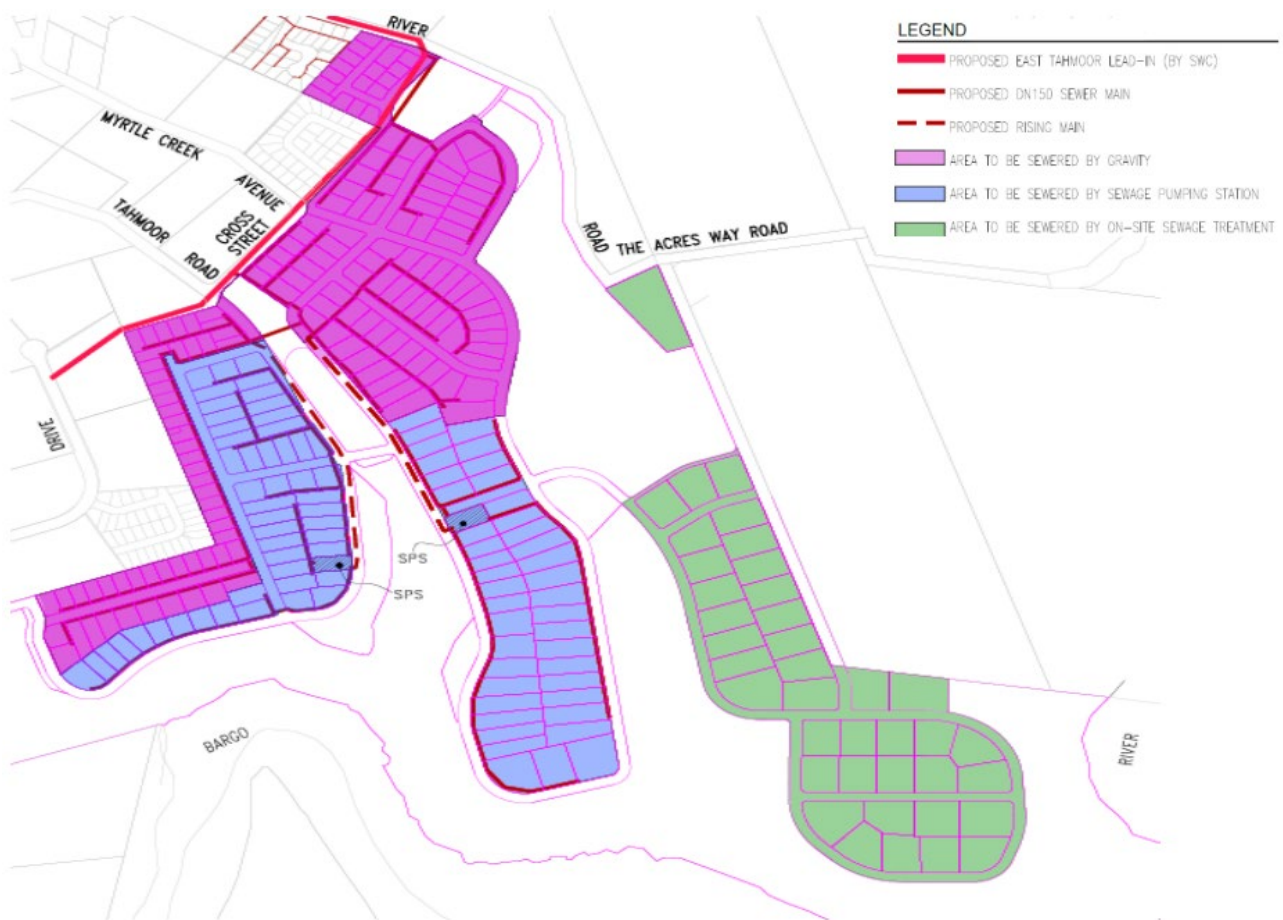 RIVER
LEGEND
PROPOSED EAST TAHMOOR LEAD-IN (BY SWC)
PROPOSED DN150 SEWER MAIN
PROPOSED RISING MAIN
AREA TO BE SEWERED BY GRAVITY
AREA TO BE SEWERED BY SEWAGE PUMPING STATION
AREA TO BE SEWERED BY ON-SITE SEWAGE TREATMENT
MYRTLE CREEK
AVENUE
CROSS
STREET
TAHMOOR
ROAD
ROAD
THE ACRES WAY ROAD
DRIVE
SPS
SPS
BARGO
RIVER